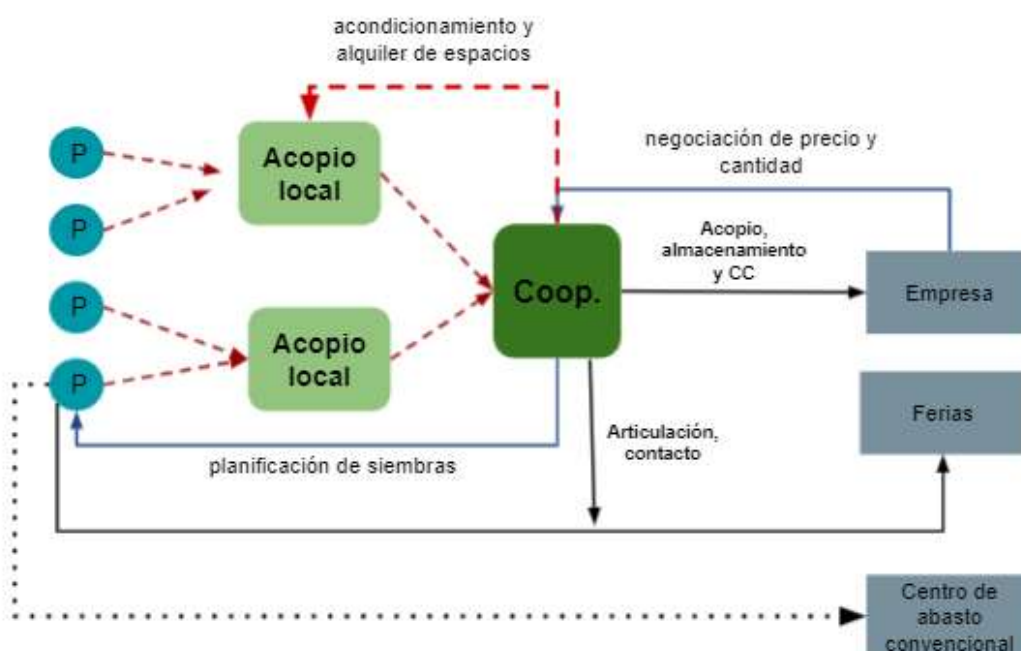 acondicionamiento y
alquiler de espacios
P
Acopio
local
negociación de precio y
cantidad
P
Acopio,
almacenamiento
y CC
Coop.
Empresa
P
Acopio
local
P
Ferias
Articulación,
contacto
planificación de siembras
Centro de
abasto
convencional